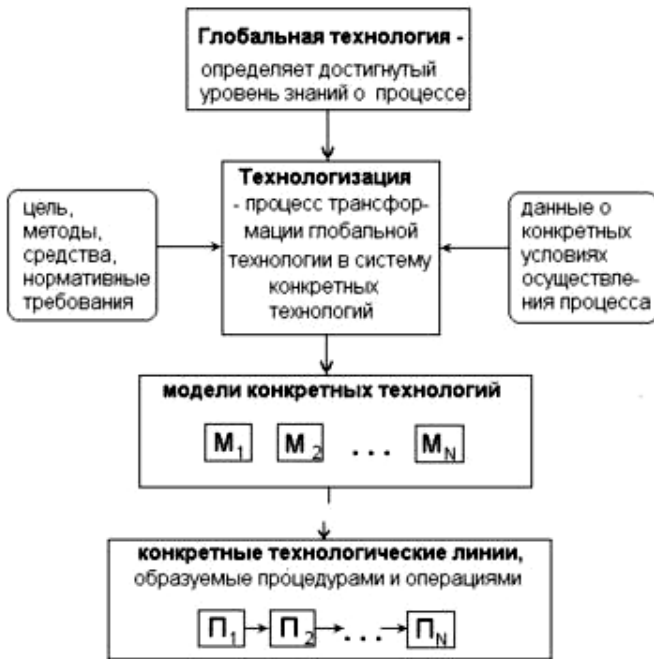 Глобальная технология -
определяет достигнутый
уровень знаний о процессе
Технологизация
- процесс трансфор-
мации глобальной
технологии в систему
конкретных
технологий
цель,
методы,
средства,
нормативные
требования
данные о
конкретных
условиях
осуществле-
ния процесса
модели конкретных технологий
М1 М2 ... МN
конкретные технологические линии,
образуемые процедурами и операциями
П1 П2 ... ПN